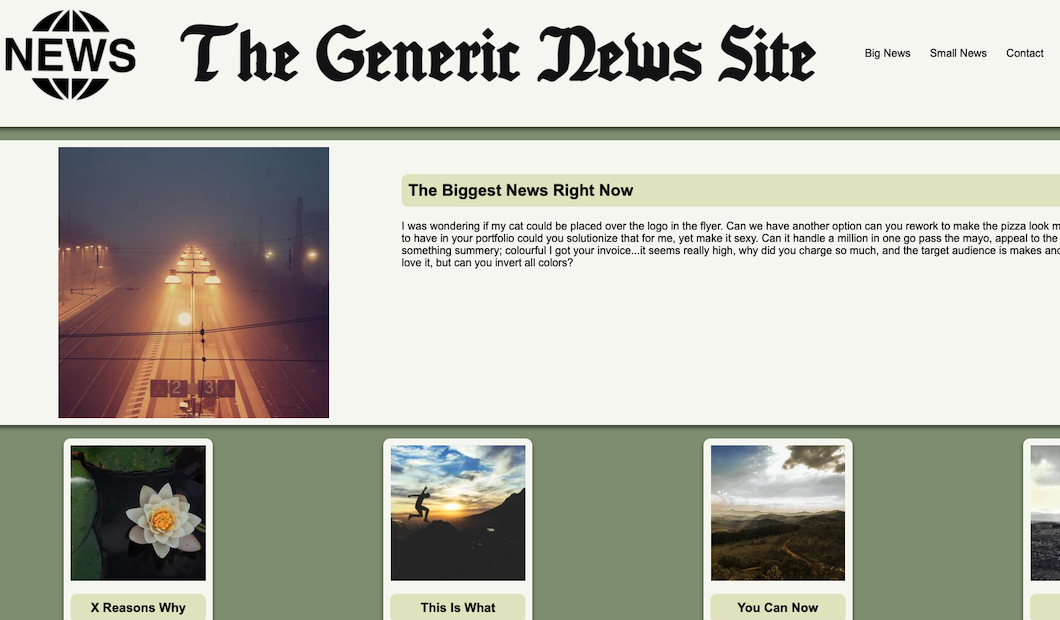 NEWS
The Generic News Site
Big News Small News Contact
The Biggest News Right Now
I was wondering if my cat could be placed over the logo in the flyer. Can we have another option can you rework to make the pizza look
to have in your portfolio could you solutionize that for me, yet make it sexy. Can it handle a million in one go pass the mayo, appeal to the
something summery; colourful I got your invoice...it seems really high, why did you charge so much, and the target audience is makes
love it, but can you invert all colors?
2 3
X Reasons Why
This Is What
You Can Now